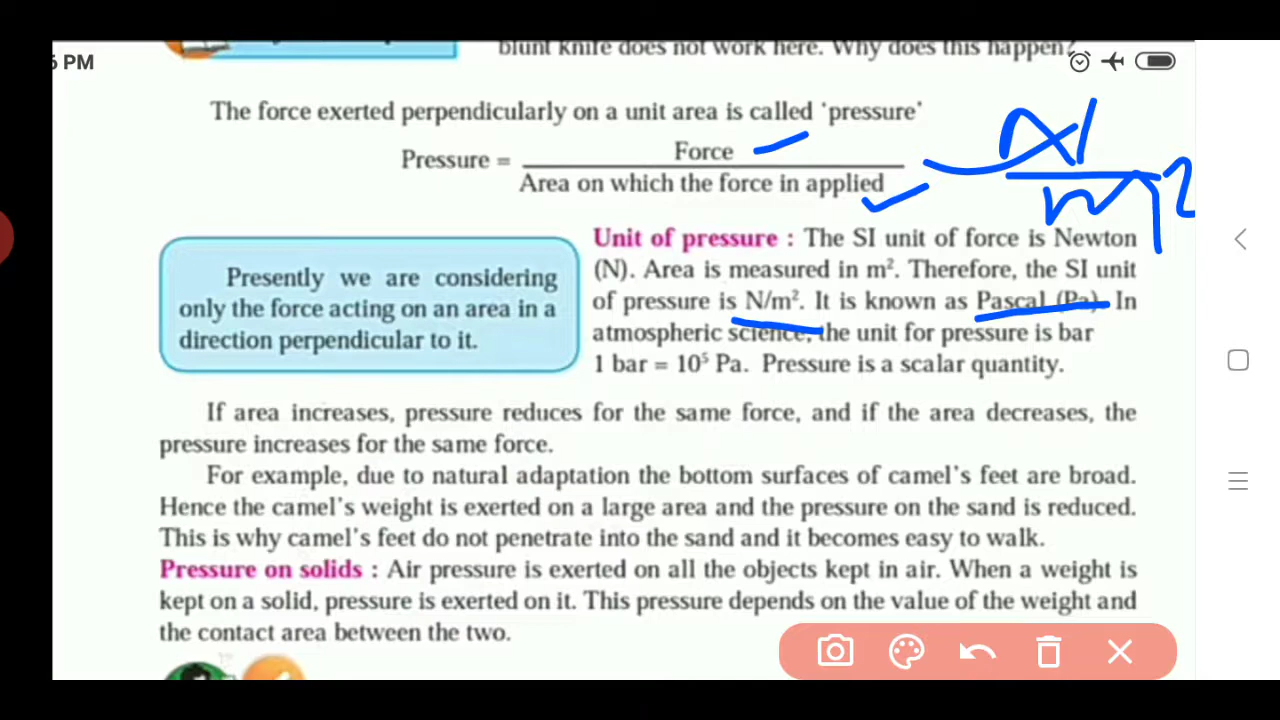 blunt knife does not work here. Why does this happen?
6 PM
The force exerted perpendicularly on a unit area is called ‘pressure’
Pressure = Force / Area on which the force in applied
N
m2
Unit of pressure : The SI unit of force is Newton
(N). Area is measured in m². Therefore, the SI unit
of pressure is N/m². It is known as Pascal (Pa). In
atmospheric science, the unit for pressure is bar
1 bar = 10⁵ Pa. Pressure is a scalar quantity.
Presently we are considering
only the force acting on an area in a
direction perpendicular to it.
If area increases, pressure reduces for the same force, and if the area decreases, the
pressure increases for the same force.
For example, due to natural adaptation the bottom surfaces of camel’s feet are broad.
Hence the camel’s weight is exerted on a large area and the pressure on the sand is reduced.
This is why camel’s feet do not penetrate into the sand and it becomes easy to walk.
Pressure on solids : Air pressure is exerted on all the objects kept in air. When a weight is
kept on a solid, pressure is exerted on it. This pressure depends on the value of the weight and
the contact area between the two.